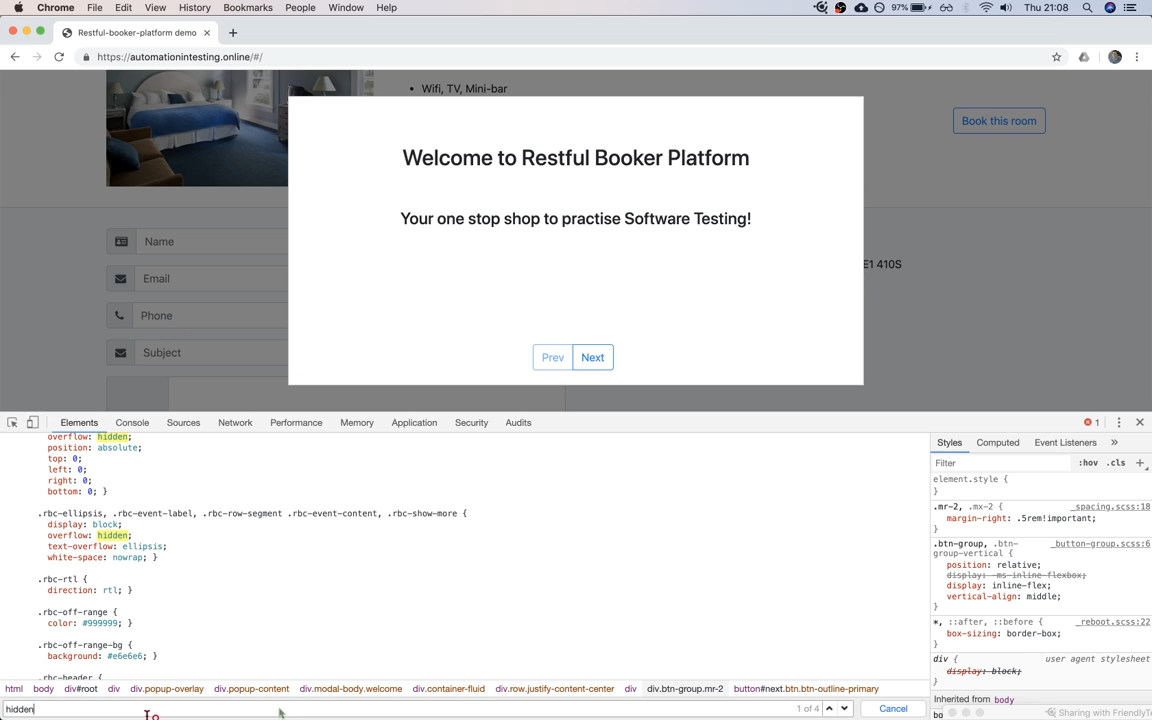 Chrome File Edit View History Bookmarks People Window Help 97% Thu 21:08
Restful-booker-platform demo
https://automationintesting.online/#/
Wifi, TV, Mini-bar
Book this room
Welcome to Restful Booker Platform
Your one stop shop to practise Software Testing!
Name
Email
Phone
Subject
E1 410S
Prev Next
Elements Console Sources Network Performance Memory Application Security Audits 1
overflow: hidden;
position: absolute;
top: 0;
left: 0;
right: 0;
bottom: 0; }
.rbc-ellipsis, .rbc-event-label, .rbc-row-segment .rbc-event-content, .rbc-show-more {
display: block;
overflow: hidden;
text-overflow: ellipsis;
white-space: nowrap; }
.rbc-rtl {
direction: rtl; }
.rbc-off-range {
color: #999999; }
.rbc-off-range-bg {
background: #e6e6e6; }
.rbc-header {
html body div#root div div.popup-overlay div.popup-content div.modal-body.welcome div.container-fluid div.row.justify-content-center div div.btn-group.mr-2 button#next.btn.btn-outline-primary
hidden 1 of 4 Cancel
Styles Computed Event Listeners »
Filter :hov .cls +
element.style {
}
.mr-2, .mx-2 { _spacing.scss:18
margin-right: .5rem!important;
}
.btn-group, .btn- _button-group.scss:6
group-vertical {
position: relative;
display: -ms-inline-flexbox;
display: inline-flex;
vertical-align: middle;
}
*, ::after, ::before { _reboot.scss:22
box-sizing: border-box;
}
div { user agent stylesheet
display: block;
}
Inherited from body
bo
Sharing with FriendlyTe